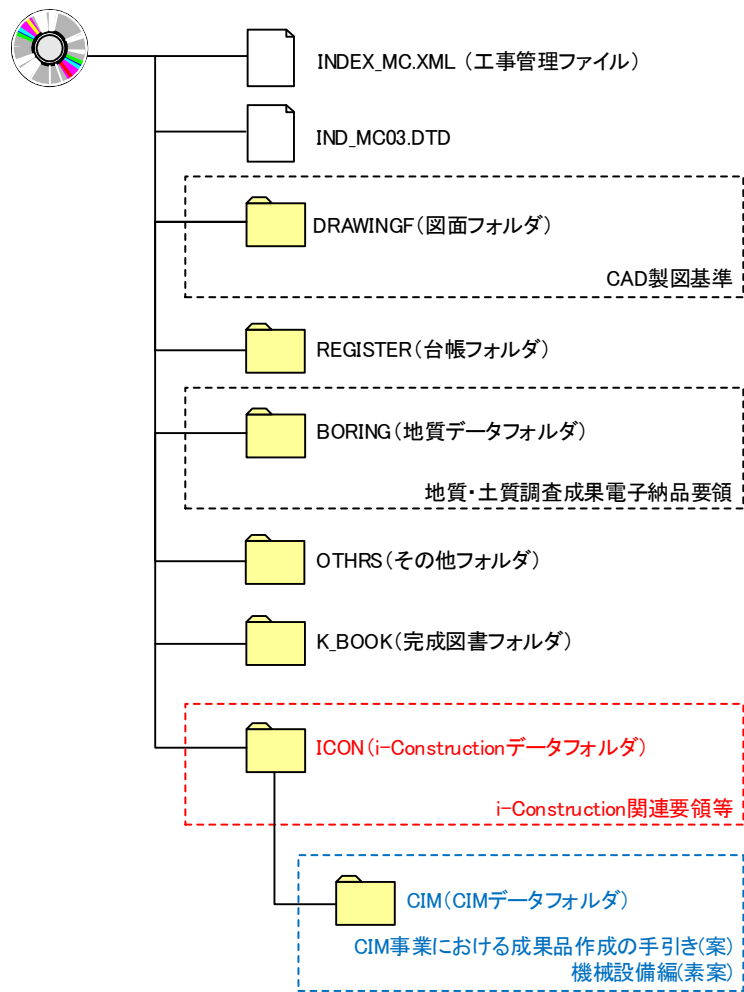 INDEX_MC.XML（工事管理ファイル）
IND_MC03.DTD
DRAWINGF（図面フォルダ）
CAD製図基準
REGISTER（台帳フォルダ）
BORING（地質データフォルダ）
地質・土質調査成果電子納品要領
OTHRS（その他フォルダ）
K_BOOK（完成図書フォルダ）
ICON（i-Constructionデータフォルダ）
i-Construction関連要領等
CIM（CIMデータフォルダ）
CIM事業における成果品作成の手引き(案)
機械設備編(素案)